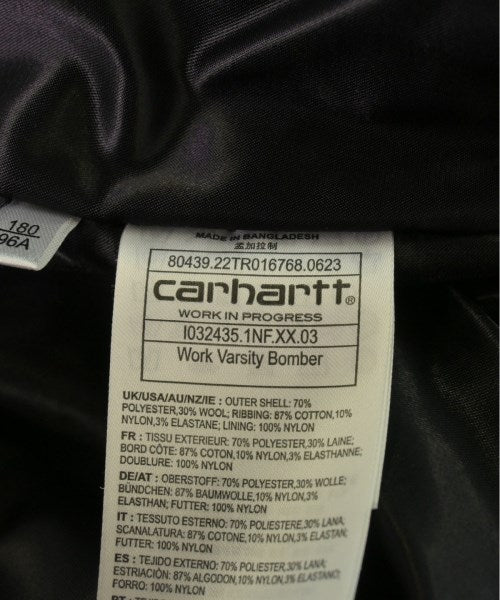 180
96A
MADE IN BANGLADESH
孟加拉制
80439.22TR016768.0623
carhartt®
WORK IN PROGRESS
I032435.1NF.XX.03
Work Varsity Bomber
UK/USA/AU/NZ/IE : OUTER SHELL: 70%
POLYESTER,30% WOOL; RIBBING: 87% COTTON,10%
NYLON,3% ELASTANE; LINING: 100% NYLON
FR : TISSU EXTERIEUR: 70% POLYESTER,30% LAINE;
BORD CÔTE: 87% COTON,10% NYLON,3% ELASTHANNE;
DOUBLURE: 100% NYLON
DE/AT : OBERSTOFF: 70% POLYESTER,30% WOLLE;
BÜNDCHEN: 87% BAUMWOLLE,10% NYLON,3%
ELASTHAN; FUTTER: 100% NYLON
IT : TESSUTO ESTERNO: 70% POLIESTERE,30% LANA;
SCANALATURA: 87% COTONE,10% NYLON,3% ELASTAN;
FUTTER: 100% NYLON
ES : TEJIDO EXTERNO: 70% POLIÉSTER,30% LANA;
ESTRIACIÓN: 87% ALGODÓN,10% NYLON,3% ELASTANO;
FORRO: 100% NYLON